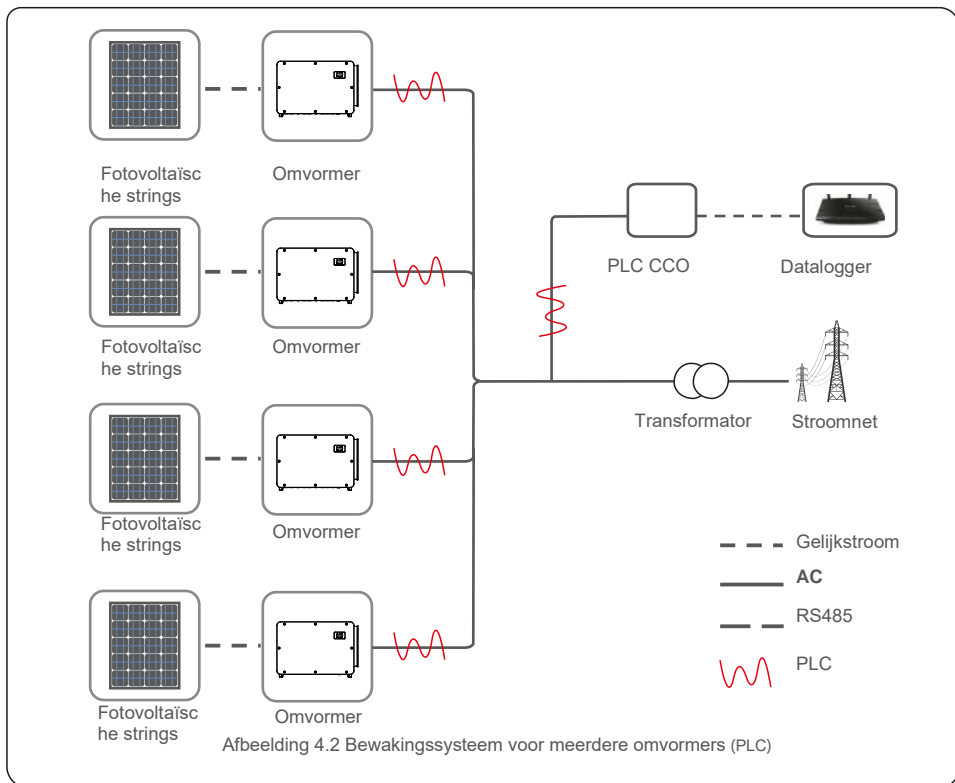 Fotovoltaïsc
he strings
Omvormer
Fotovoltaïsc
he strings
Omvormer
Fotovoltaïsc
he strings
Omvormer
Fotovoltaïsc
he strings
Omvormer
PLC CCO
Datalogger
Transformator
Stroomnet
Gelijkstroom
AC
RS485
PLC
Afbeelding 4.2 Bewakingssysteem voor meerdere omvormers (PLC)